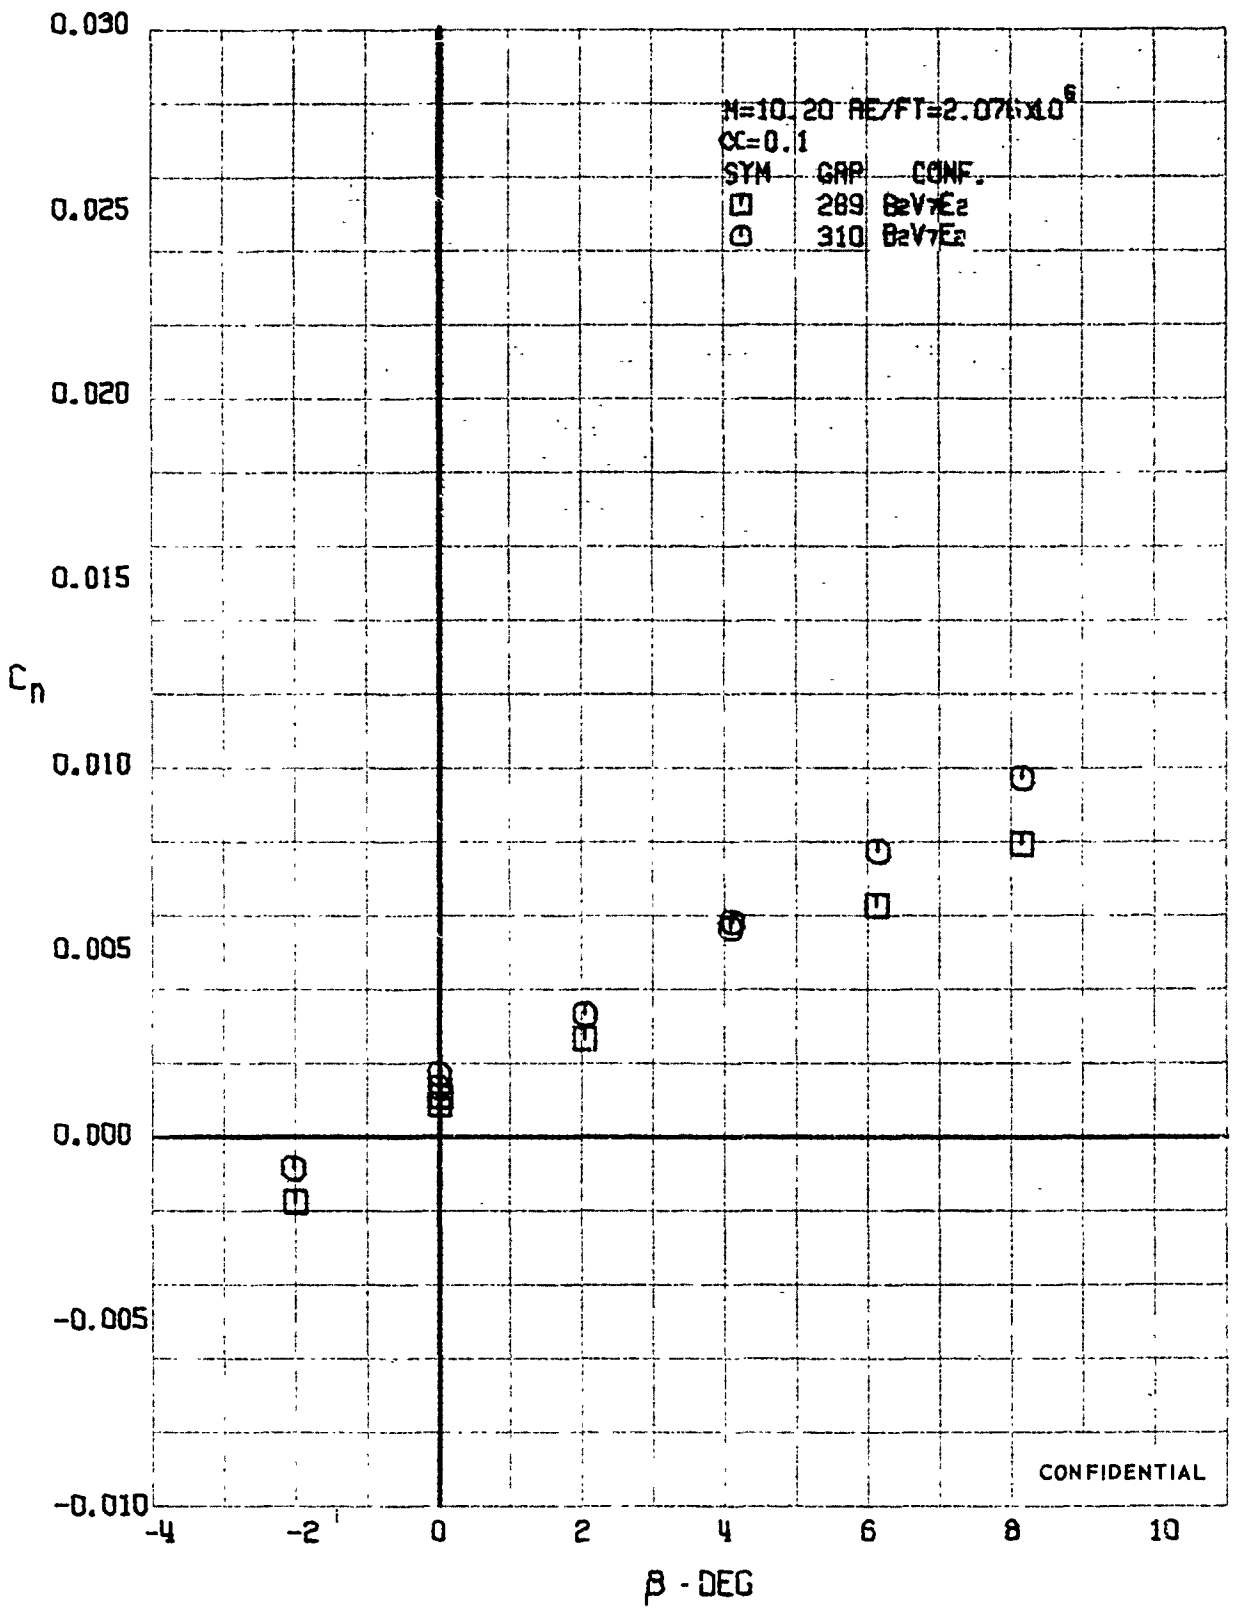 0.030
0.025
0.020
0.015
0.010
0.005
0.000
-0.005
-0.010
Cn
M=10.20 RE/FT=2.076X10⁶
α=0.1
SYM GRP CONF.
289 B2V7E2
310 B2V7E2
CONFIDENTIAL
-4 -2 0 2 4 6 8 10
β - DEG